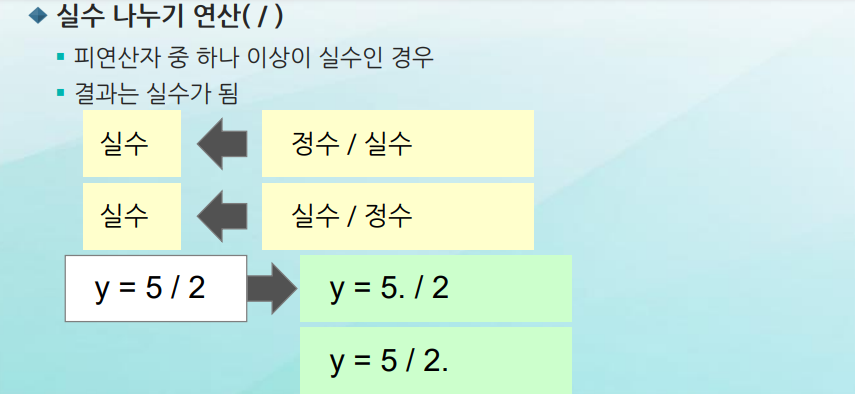 실수 나누기 연산( / )
피연산자 중 하나 이상이 실수인 경우
결과는 실수가 됨
실수 정수 / 실수
실수 실수 / 정수
y = 5 / 2 y = 5. / 2
y = 5 / 2.